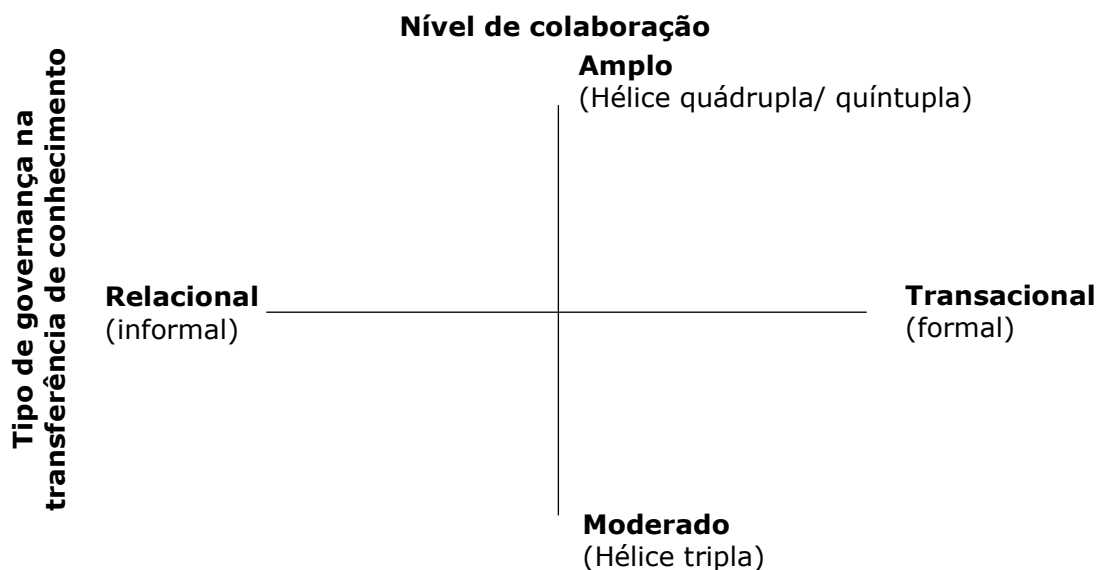 Nível de colaboração
Amplo
(Hélice quádrupla/ quíntupla)
Tipo de governança na
transferência de conhecimento
Relacional
(informal)
Transacional
(formal)
Moderado
(Hélice tripla)